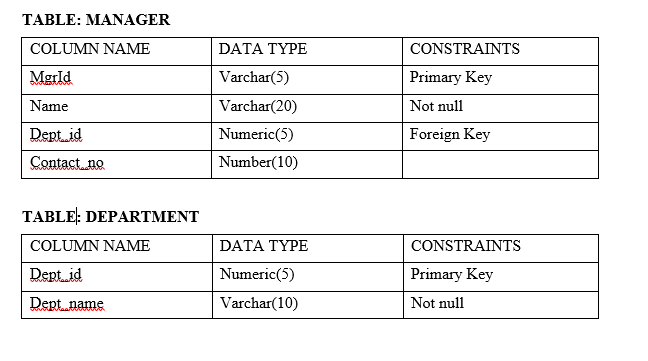 TABLE: MANAGER
COLUMN NAME DATA TYPE CONSTRAINTS
MgrId Varchar(5) Primary Key
Name Varchar(20) Not null
Dept_id Numeric(5) Foreign Key
Contact_no Number(10)
TABLE: DEPARTMENT
COLUMN NAME DATA TYPE CONSTRAINTS
Dept_id Numeric(5) Primary Key
Dept_name Varchar(10) Not null